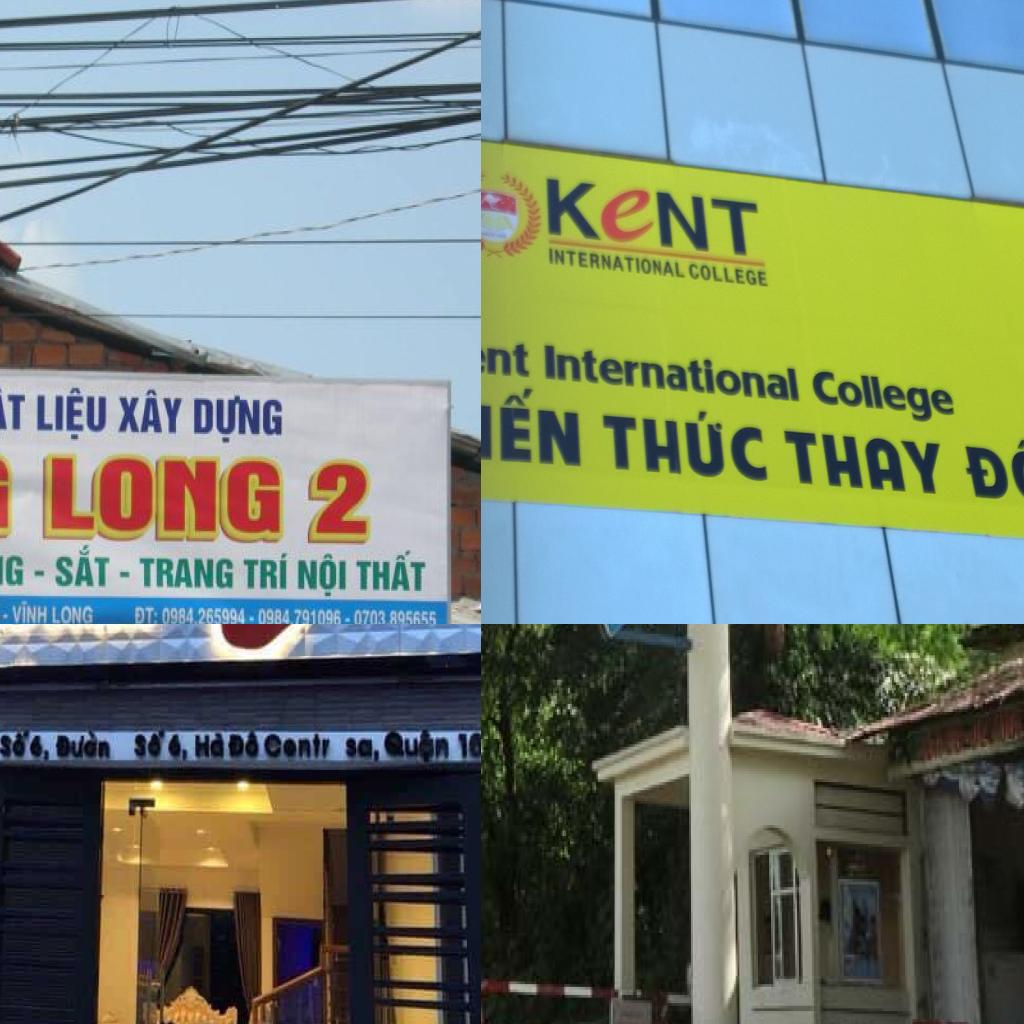 ẬT LIỆU XÂY DỰNG
G LONG 2
NG - SẮT - TRANG TRÍ NỘI THẤT
- VĨNH LONG ĐT: 0984.265994 - 0984.791096 - 0703.895655
KeNT
INTERNATIONAL COLLEGE
ent International College
IẾN THỨC THAY ĐỔ
Số 6, Đườn Số 6, Hà Đô Centr sa, Quận 10